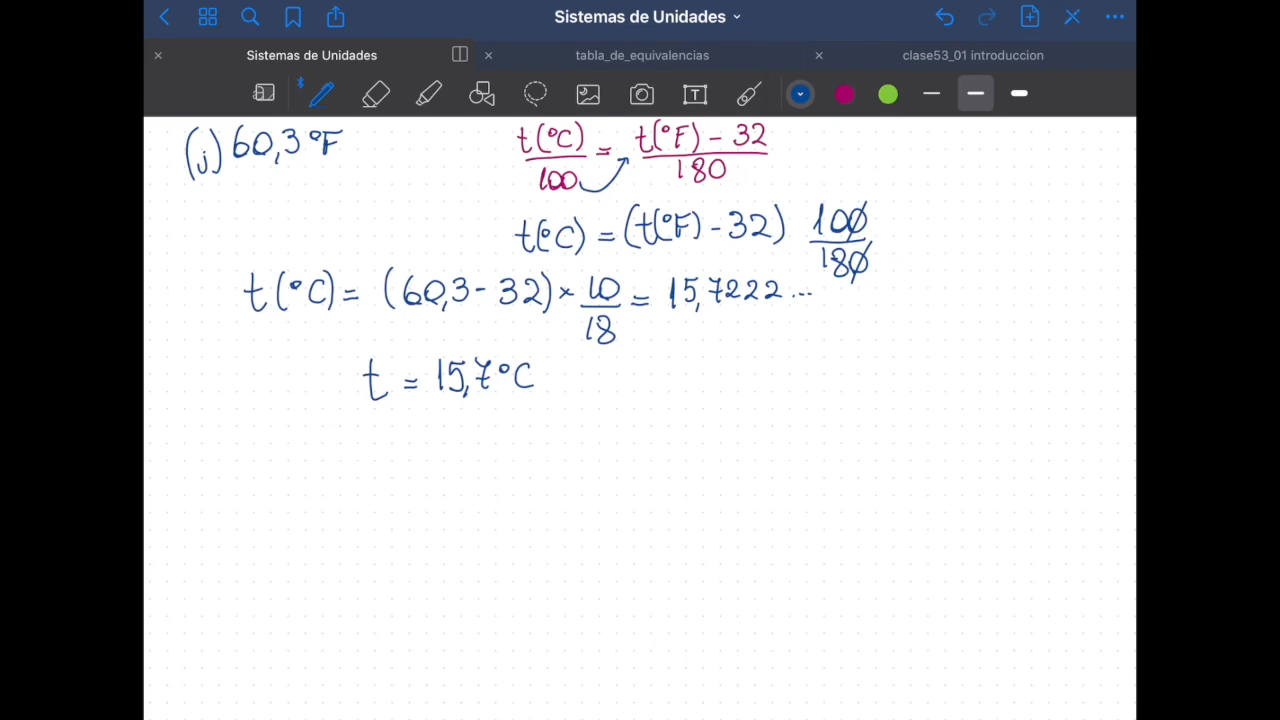 Sistemas de Unidades
Sistemas de Unidades
tabla_de_equivalencias
clase53_01 introduccion
(j) 60,3 °F
t(°C)/100 = t(°F) - 32/180
t(°C) = (t(°F) - 32) 100/180
t(°C) = (60,3 - 32) × 10/18 = 15,7222...
t = 15,7 °C